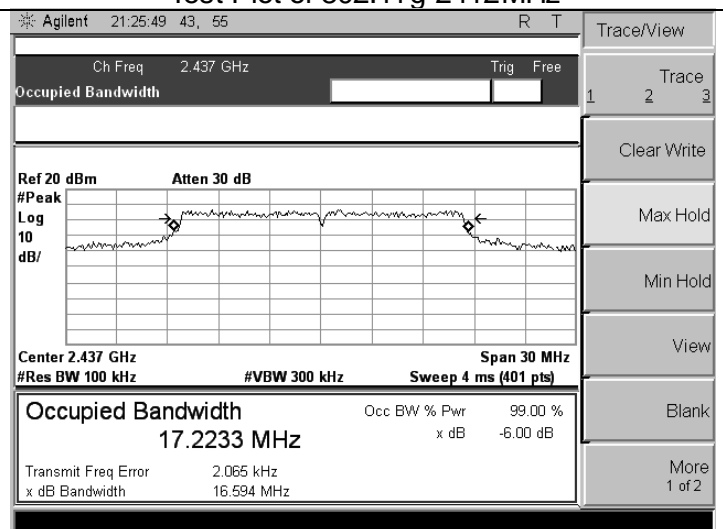 Test Plot of 802.11g 2412MHz
Agilent 21:25:49 43, 55 R T
Trace/View
Ch Freq 2.437 GHz Trig Free
Occupied Bandwidth
Trace
1 2 3
Clear Write
Max Hold
Min Hold
View
Blank
More
1 of 2
Ref 20 dBm Atten 30 dB
#Peak
Log
10
dB/
Center 2.437 GHz Span 30 MHz
#Res BW 100 kHz #VBW 300 kHz Sweep 4 ms (401 pts)
Occupied Bandwidth
17.2233 MHz
Occ BW % Pwr 99.00 %
x dB -6.00 dB
Transmit Freq Error 2.065 kHz
x dB Bandwidth 16.594 MHz